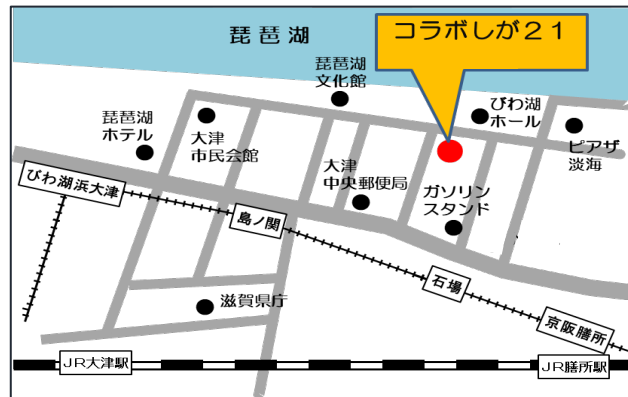 琵琶湖
コラボしが２１
琵琶湖
文化館
びわ湖
ホール
ピアザ
淡海
琵琶湖
ホテル
大津
市民会館
大津
中央郵便局
ガソリン
スタンド
びわ湖浜大津
島ノ関
石場
京阪膳所
滋賀県庁
ＪＲ大津駅
ＪＲ膳所駅